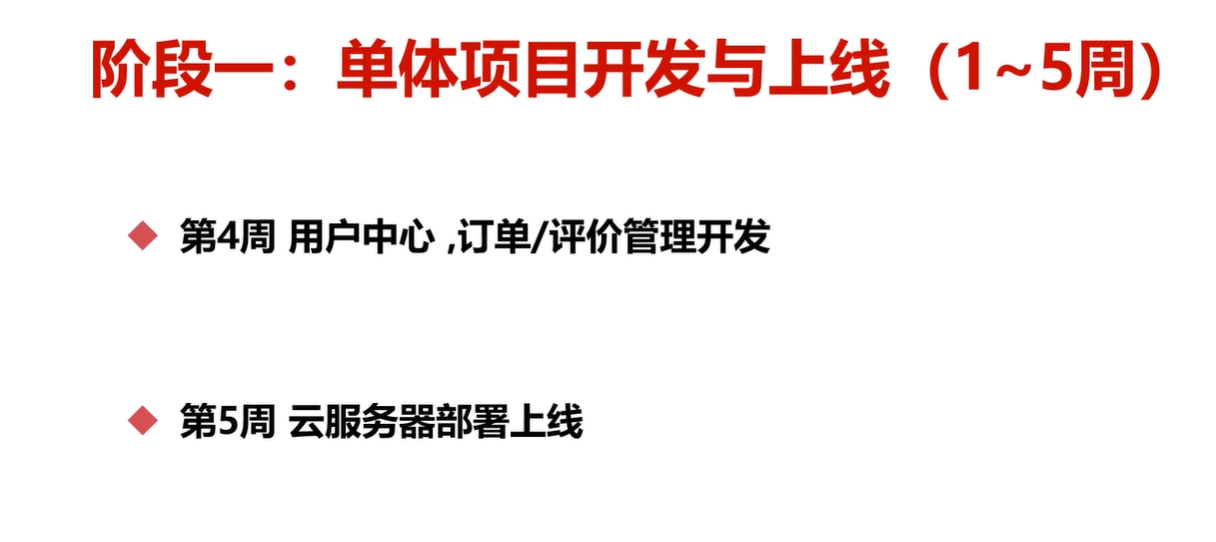 阶段一：单体项目开发与上线（1~5周）
第4周 用户中心 ,订单/评价管理开发
第5周 云服务器部署上线